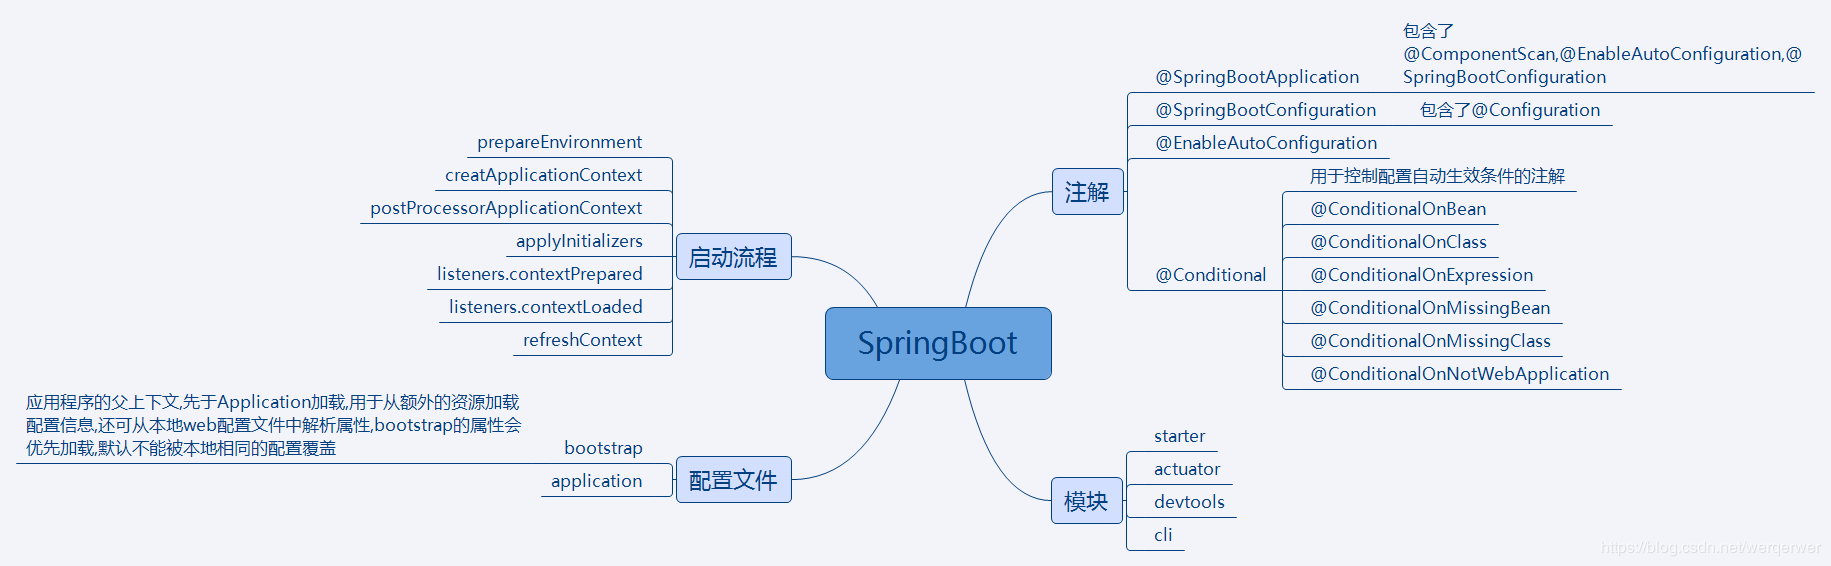 SpringBoot
注解
@SpringBootApplication
包含了
@ComponentScan,@EnableAutoConfiguration,@
SpringBootConfiguration
@SpringBootConfiguration
包含了@Configuration
@EnableAutoConfiguration
@Conditional
用于控制配置自动生效条件的注解
@ConditionalOnBean
@ConditionalOnClass
@ConditionalOnExpression
@ConditionalOnMissingBean
@ConditionalOnMissingClass
@ConditionalOnNotWebApplication
模块
starter
actuator
devtools
cli
启动流程
prepareEnvironment
creatApplicationContext
postProcessorApplicationContext
applyInitializers
listeners.contextPrepared
listeners.contextLoaded
refreshContext
配置文件
bootstrap
应用程序的父上下文,先于Application加载,用于从额外的资源加载
配置信息,还可从本地web配置文件中解析属性,bootstrap的属性会
优先加载,默认不能被本地相同的配置覆盖
application
https://blog.csdn.net/werqerwer